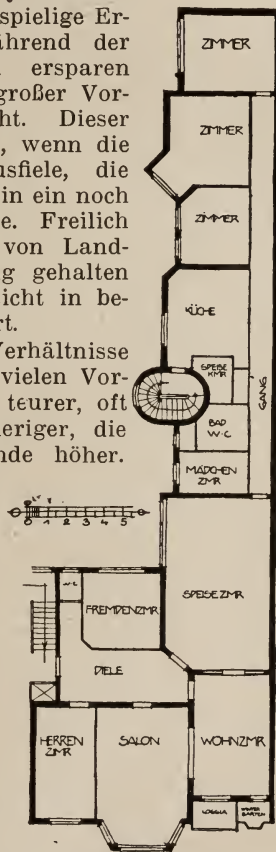 spielige Er-
ährend der
ersparen
großer Vor-
ht. Dieser
, wenn die
usfiele, die
in ein noch
e. Freilich
von Land-
g gehalten
icht in be-
rt.
Verhältnisse
vielen Vor-
teurer, oft
eriger, die
nde höher.
ZIMMER
ZIMMER
ZIMMER
KÜCHE
SPEISE
KMR
GANG
BAD
W·C
MÄDCHEN
ZMR
0 1 2 3 4 5
SPEISEZMR
W·C
FREMDENZMR
DIELE
HERREN
ZMR
SALON
WOHNZMR
LOGGIA
WINTER
GARTEN